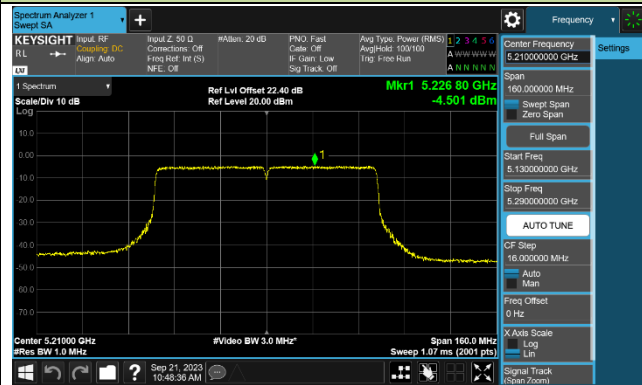 Spectrum Analyzer 1
Swept SA
Frequency
KEYSIGHT
RL
LXI
Input: RF
Coupling: DC
Align: Auto
Input Z: 50 Ω
Corrections: Off
Freq Ref: Int (S)
NFE: Off
#Atten: 20 dB
PNO: Fast
Gate: Off
IF Gain: Low
Sig Track: Off
Avg Type: Power (RMS)
Avg|Hold: 100/100
Trig: Free Run
1 2 3 4 5 6
A W W W W W
A N N N N N
1 Spectrum
Scale/Div 10 dB
Log
Ref Lvl Offset 22.40 dB
Ref Level 20.00 dBm
Mkr1 5.226 80 GHz
-4.501 dBm
10.0
0.00
-10.0
-20.0
-30.0
-40.0
-50.0
-60.0
-70.0
1
Center 5.21000 GHz
#Res BW 1.0 MHz
#Video BW 3.0 MHz*
Span 160.0 MHz
Sweep 1.07 ms (2001 pts)
Sep 21, 2023
10:48:36 AM
Center Frequency
5.210000000 GHz
Settings
Span
160.000000 MHz
Swept Span
Zero Span
Full Span
Start Freq
5.130000000 GHz
Stop Freq
5.290000000 GHz
AUTO TUNE
CF Step
16.000000 MHz
Auto
Man
Freq Offset
0 Hz
X Axis Scale
Log
Lin
Signal Track
(Span Zoom)